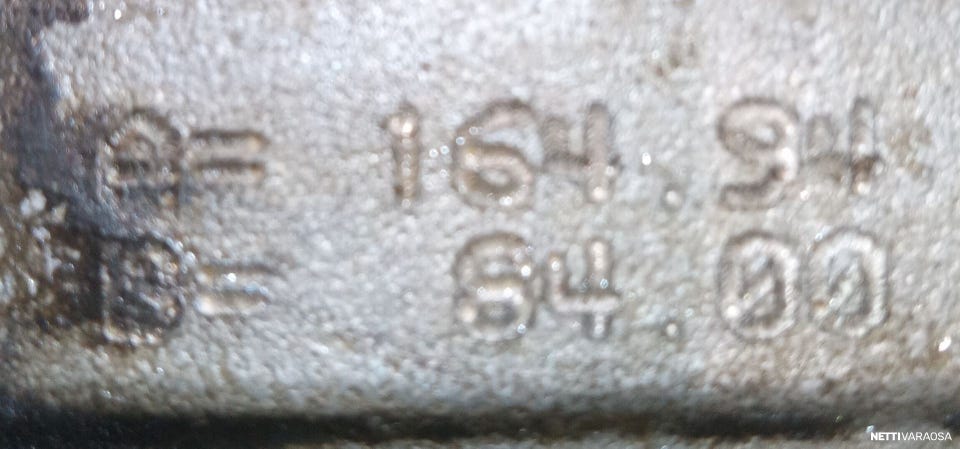 A= 164.94
B= 64.00
NETTIVARAOSA